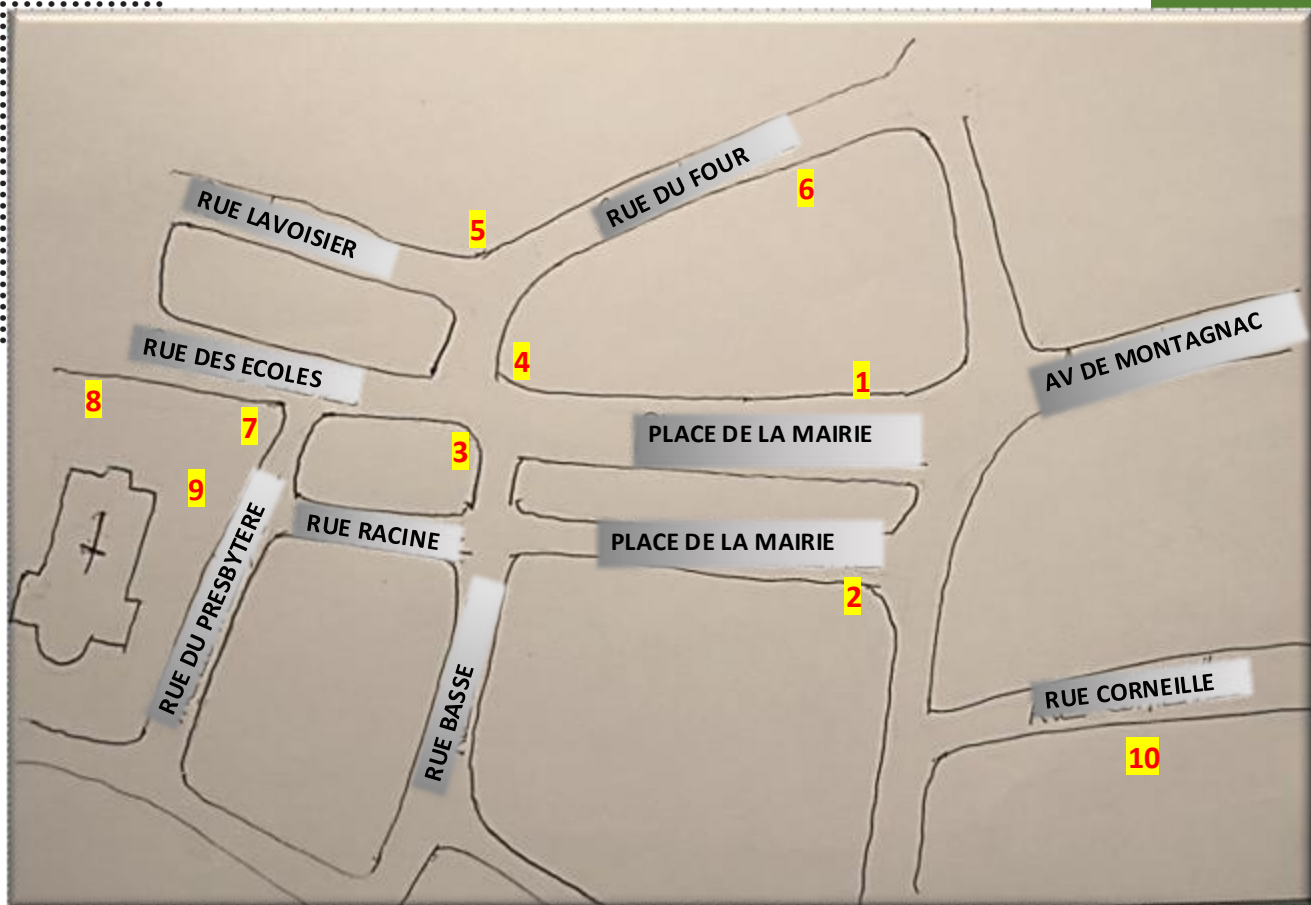 RUE DU FOUR
6
RUE LAVOISIER
5
AV DE MONTAGNAC
RUE DES ECOLES
4
1
8
7
3
PLACE DE LA MAIRIE
9
RUE RACINE
PLACE DE LA MAIRIE
RUE DU PRESBYTERE
2
RUE BASSE
RUE CORNEILLE
10